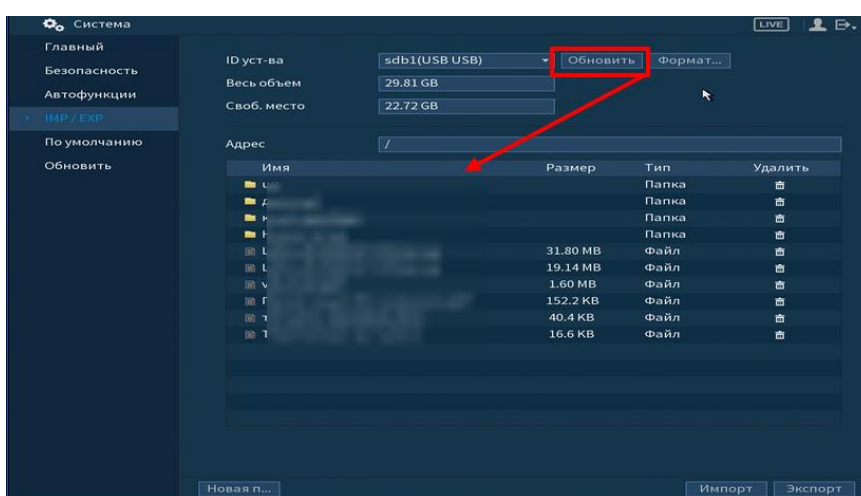 Система LIVE
Главный
Безопасность
Автофункции
IMP / EXP
По умолчанию
Обновить
ID уст-ва sdb1(USB USB) Обновить Формат...
Весь объем 29.81 GB
Своб. место 22.72 GB
Адрес /
Имя Размер Тип Удалить
Папка
Папка
Папка
Папка
31.80 MB Файл
19.14 MB Файл
1.60 MB Файл
152.2 KB Файл
40.4 KB Файл
16.6 KB Файл
Новая п... Импорт Экспорт